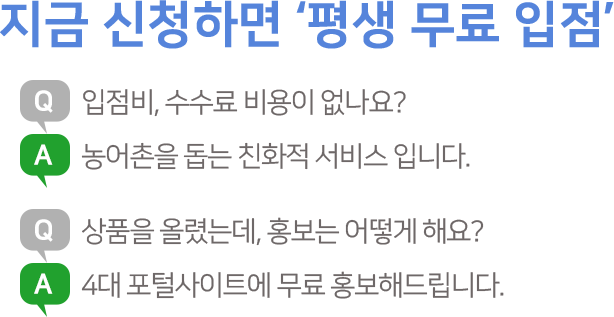 지금 신청하면 ‘평생 무료 입점’
Q 입점비, 수수료 비용이 없나요?
A 농어촌을 돕는 친화적 서비스 입니다.
Q 상품을 올렸는데, 홍보는 어떻게 해요?
A 4대 포털사이트에 무료 홍보해드립니다.